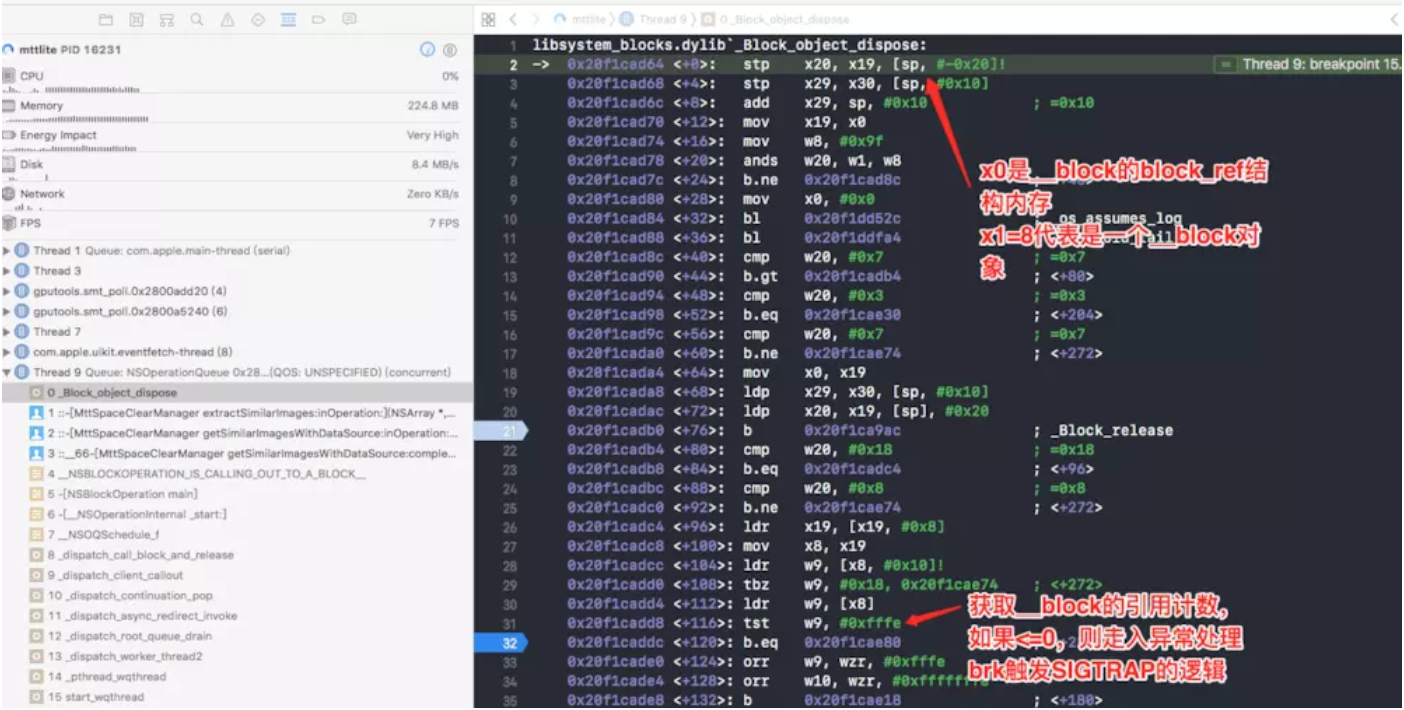 mttlite PID 16231
CPU 0%
Memory 224.8 MB
Energy Impact Very High
Disk 8.4 MB/s
Network Zero KB/s
FPS 7 FPS
Thread 1 Queue: com.apple.main-thread (serial)
Thread 3
gputools.smt_poll.0x2800add20 (4)
gputools.smt_poll.0x2800a5240 (6)
Thread 7
com.apple.uikit.eventfetch-thread (8)
Thread 9 Queue: NSOperationQueue 0x28...(QOS: UNSPECIFIED) (concurrent)
0 _Block_object_dispose
1 ::-[MttSpaceClearManager extractSimilarImages:inOperation:](NSArray *,...
2 ::-[MttSpaceClearManager getSimilarImagesWithDataSource:inOperation:...
3 ::__66-[MttSpaceClearManager getSimilarImagesWithDataSource:comple...
4 __NSBLOCKOPERATION_IS_CALLING_OUT_TO_A_BLOCK__
5 -[NSBlockOperation main]
6 -[__NSOperationInternal _start:]
7 __NSOQSchedule_f
8 _dispatch_call_block_and_release
9 _dispatch_client_callout
10 _dispatch_continuation_pop
11 _dispatch_async_redirect_invoke
12 _dispatch_root_queue_drain
13 _dispatch_worker_thread2
14 _pthread_wqthread
15 start_wqthread
mttlite Thread 9 0 _Block_object_dispose
1 libsystem_blocks.dylib`_Block_object_dispose:
2 -> 0x20f1cad64 <+0>: stp x20, x19, [sp, #-0x20]! = Thread 9: breakpoint 15.
3 0x20f1cad68 <+4>: stp x29, x30, [sp, #0x10]
4 0x20f1cad6c <+8>: add x29, sp, #0x10 ; =0x10
5 0x20f1cad70 <+12>: mov x19, x0
6 0x20f1cad74 <+16>: mov w8, #0x9f
7 0x20f1cad78 <+20>: ands w20, w1, w8
8 0x20f1cad7c <+24>: b.ne 0x20f1cad8c
9 0x20f1cad80 <+28>: mov x0, #0x0
10 0x20f1cad84 <+32>: bl 0x20f1dd52c _os_assumes_log
11 0x20f1cad88 <+36>: bl 0x20f1ddfa4
12 0x20f1cad8c <+40>: cmp w20, #0x7 ; =0x7
13 0x20f1cad90 <+44>: b.gt 0x20f1cadb4 ; <+80>
14 0x20f1cad94 <+48>: cmp w20, #0x3 ; =0x3
15 0x20f1cad98 <+52>: b.eq 0x20f1cae30 ; <+204>
16 0x20f1cad9c <+56>: cmp w20, #0x7 ; =0x7
17 0x20f1cada0 <+60>: b.ne 0x20f1cae74 ; <+272>
18 0x20f1cada4 <+64>: mov x0, x19
19 0x20f1cada8 <+68>: ldp x29, x30, [sp, #0x10]
20 0x20f1cadac <+72>: ldp x20, x19, [sp], #0x20
21 0x20f1cadb0 <+76>: b 0x20f1ca9ac ; _Block_release
22 0x20f1cadb4 <+80>: cmp w20, #0x18 ; =0x18
23 0x20f1cadb8 <+84>: b.eq 0x20f1cadc4 ; <+96>
24 0x20f1cadbc <+88>: cmp w20, #0x8 ; =0x8
25 0x20f1cadc0 <+92>: b.ne 0x20f1cae74 ; <+272>
26 0x20f1cadc4 <+96>: ldr x19, [x19, #0x8]
27 0x20f1cadc8 <+100>: mov x8, x19
28 0x20f1cadcc <+104>: ldr w9, [x8, #0x10]!
29 0x20f1cadd0 <+108>: tbz w9, #0x18, 0x20f1cae74 ; <+272>
30 0x20f1cadd4 <+112>: ldr w9, [x8]
31 0x20f1cadd8 <+116>: tst w9, #0xfffe
32 0x20f1caddc <+120>: b.eq 0x20f1cae80
33 0x20f1cade0 <+124>: orr w9, wzr, #0xfffe
34 0x20f1cade4 <+128>: orr w10, wzr,
35 0x20f1cade8 <+132>: b 0x20f1cae18 ; <+180>
x0是__block的block_ref结
构内存
x1=8代表是一个__block对
象
获取__block的引用计数，
如果<=0，则走入异常处理
brk触发SIGTRAP的逻辑